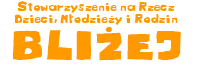 Stowarzyszenie na Rzecz
Dzieci, Młodzieży i Rodzin
BLIŻEJ